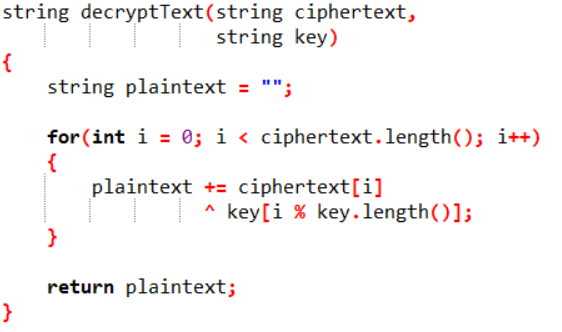 string decryptText(string ciphertext,
string key)
{
string plaintext = "";
for(int i = 0; i < ciphertext.length(); i++)
{
plaintext += ciphertext[i]
^ key[i % key.length()];
}
return plaintext;
}